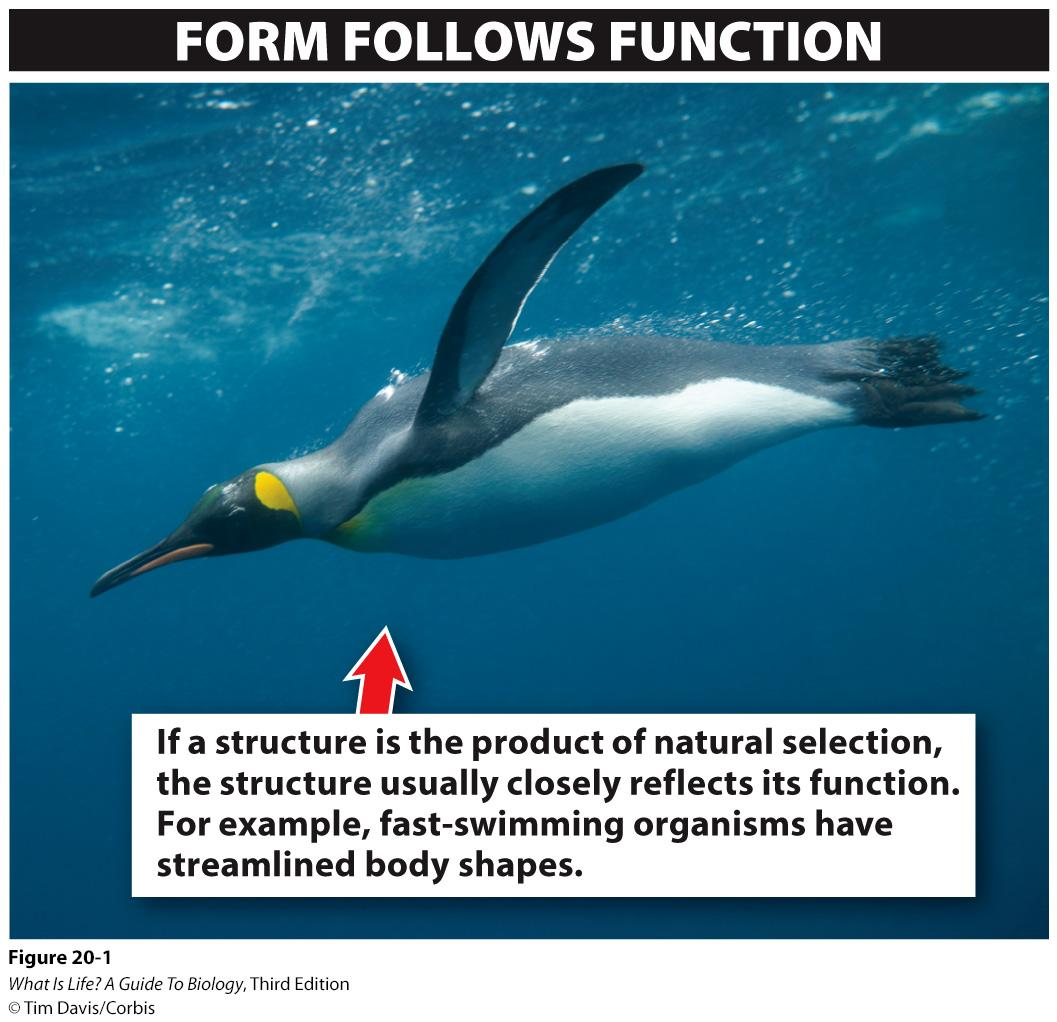 FORM FOLLOWS FUNCTION
If a structure is the product of natural selection,
the structure usually closely reflects its function.
For example, fast-swimming organisms have
streamlined body shapes.
Figure 20-1
What Is Life? A Guide To Biology, Third Edition
© Tim Davis/Corbis